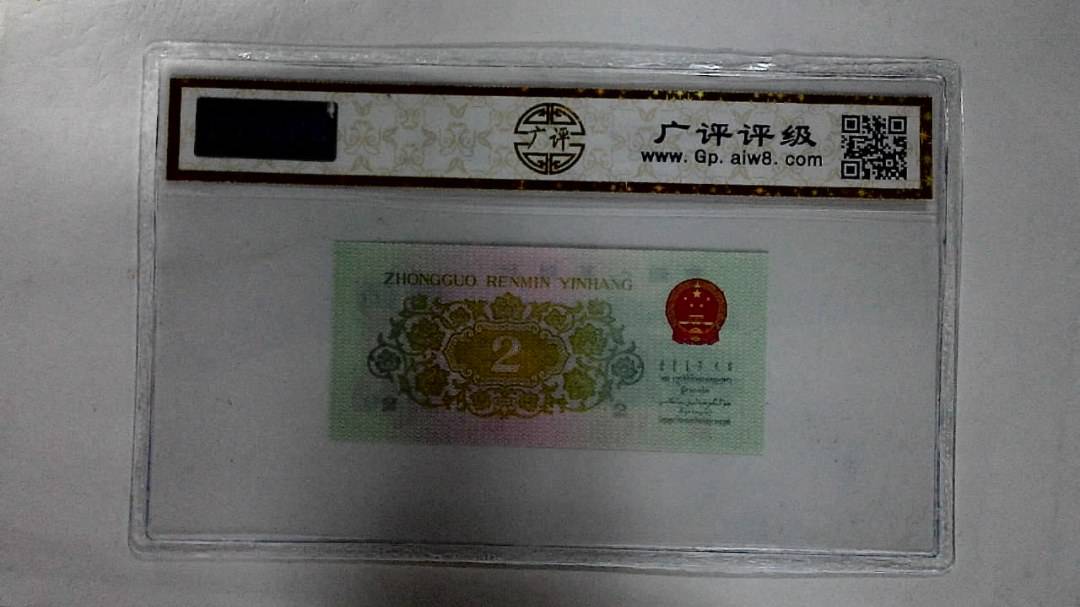 广评
广评评级
www. Gp. aiw8. com
ZHONGGUO RENMIN YINHANG
2
2
2